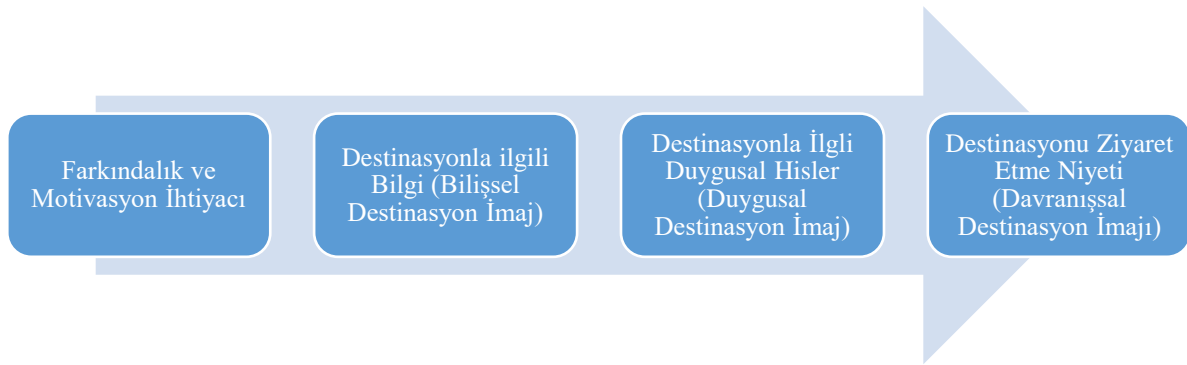 Farkındalık ve
Motivasyon İhtiyacı
Destinasyonla ilgili
Bilgi (Bilişsel
Destinasyon İmaj)
Destinasyonla İlgli
Duygusal Hisler
(Duygusal
Destinasyon İmaj)
Destinasyonu Ziyaret
Etme Niyeti
(Davranışsal
Destinasyon İmajı)